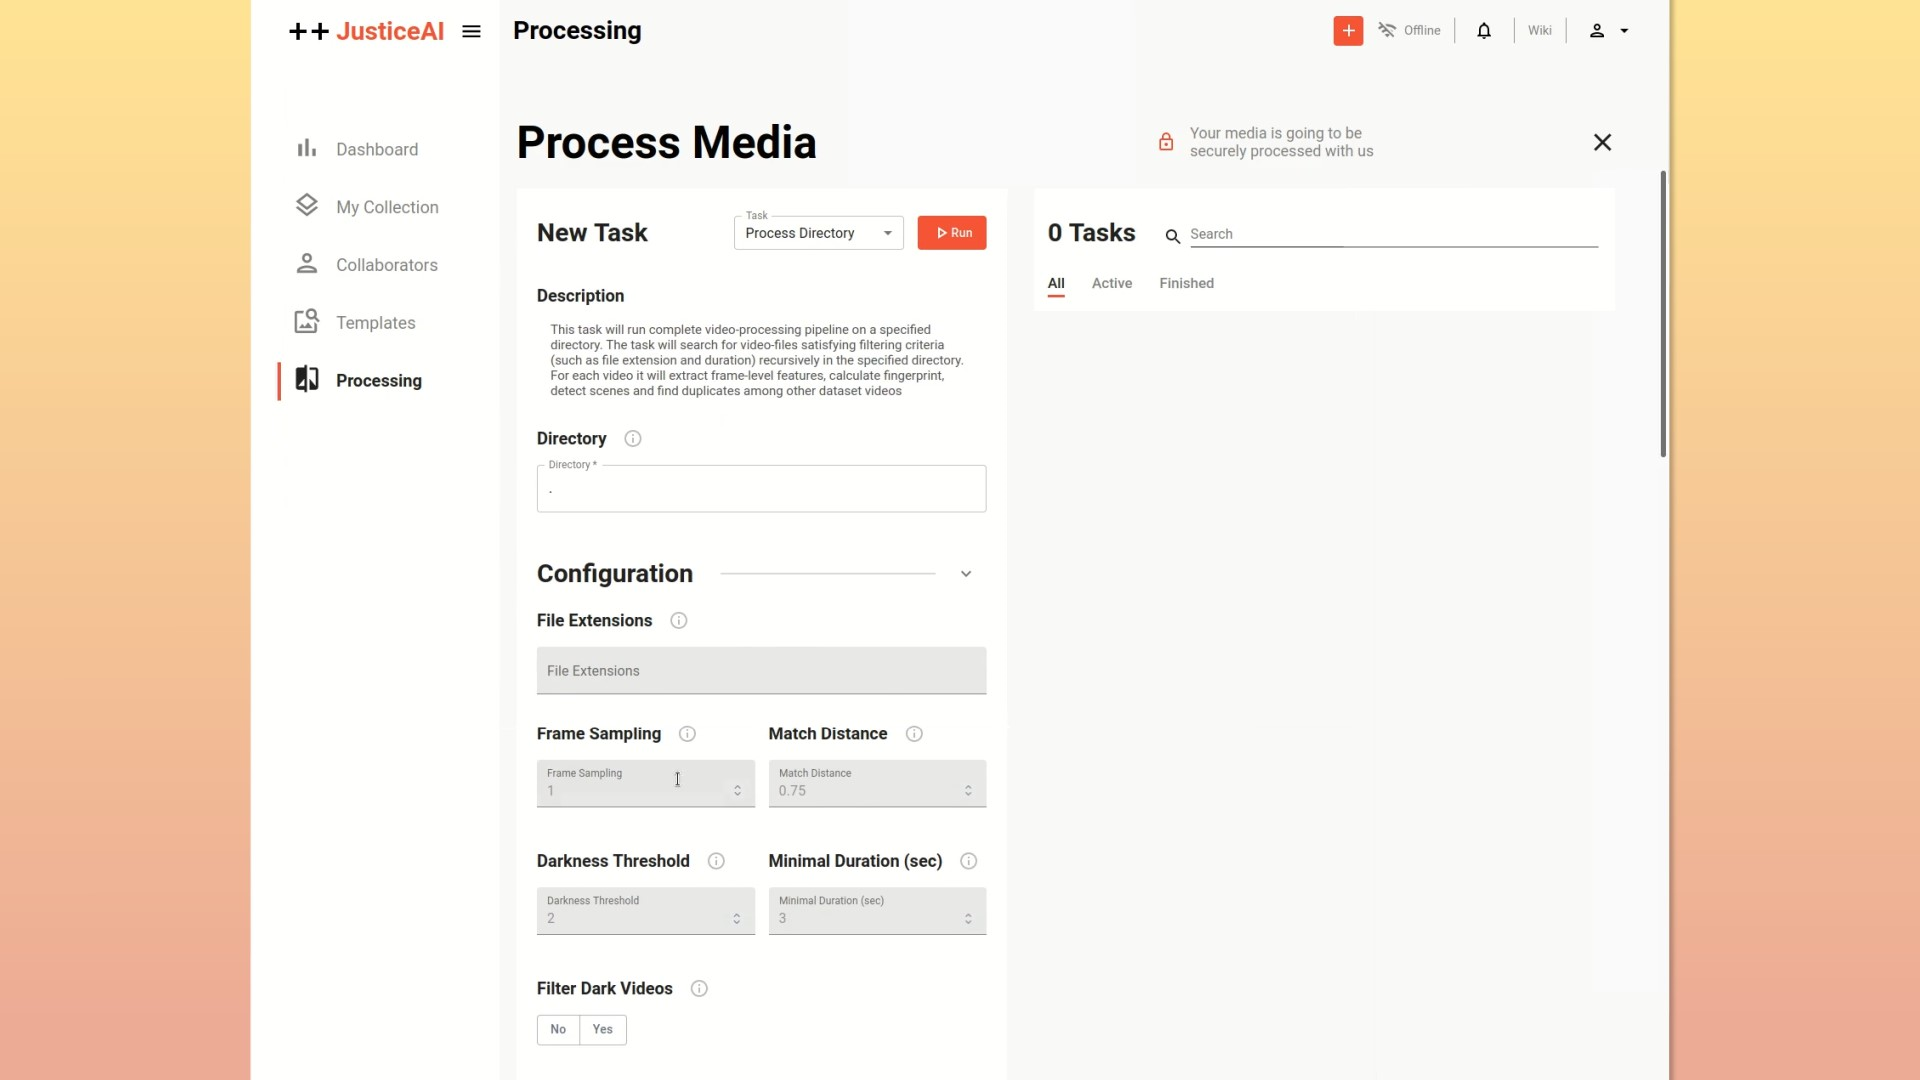 ++ JusticeAI
Processing
Offline
Wiki
Dashboard
My Collection
Collaborators
Templates
Processing
Process Media
Your media is going to be
securely processed with us
New Task
Task
Process Directory
Run
Description
This task will run complete video-processing pipeline on a specified
directory. The task will search for video-files satisfying filtering criteria
(such as file extension and duration) recursively in the specified directory.
For each video it will extract frame-level features, calculate fingerprint,
detect scenes and find duplicates among other dataset videos
Directory
Directory *
.
Configuration
File Extensions
File Extensions
Frame Sampling
Match Distance
Frame Sampling
1
Match Distance
0.75
Darkness Threshold
Minimal Duration (sec)
Darkness Threshold
2
Minimal Duration (sec)
3
Filter Dark Videos
No
Yes
0 Tasks
Search
All
Active
Finished